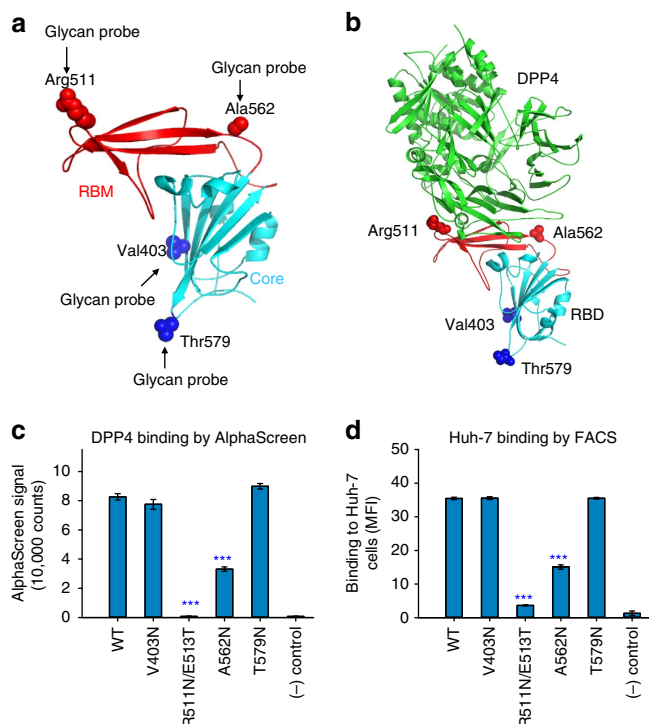 a
Glycan probe
Arg511
Glycan probe
Ala562
RBM
Val403
Core
Glycan probe
Thr579
Glycan probe
b
DPP4
Arg511
Ala562
Val403
RBD
Thr579
c
DPP4 binding by AlphaScreen
AlphaScreen signal
(10,000 counts)
10
8
6
4
2
0
***
***
WT
V403N
R511N/E513T
A562N
T579N
(–) control
d
Huh-7 binding by FACS
Binding to Huh-7
cells (MFI)
50
40
30
20
10
0
***
***
WT
V403N
R511N/E513T
A562N
T579N
(–) control